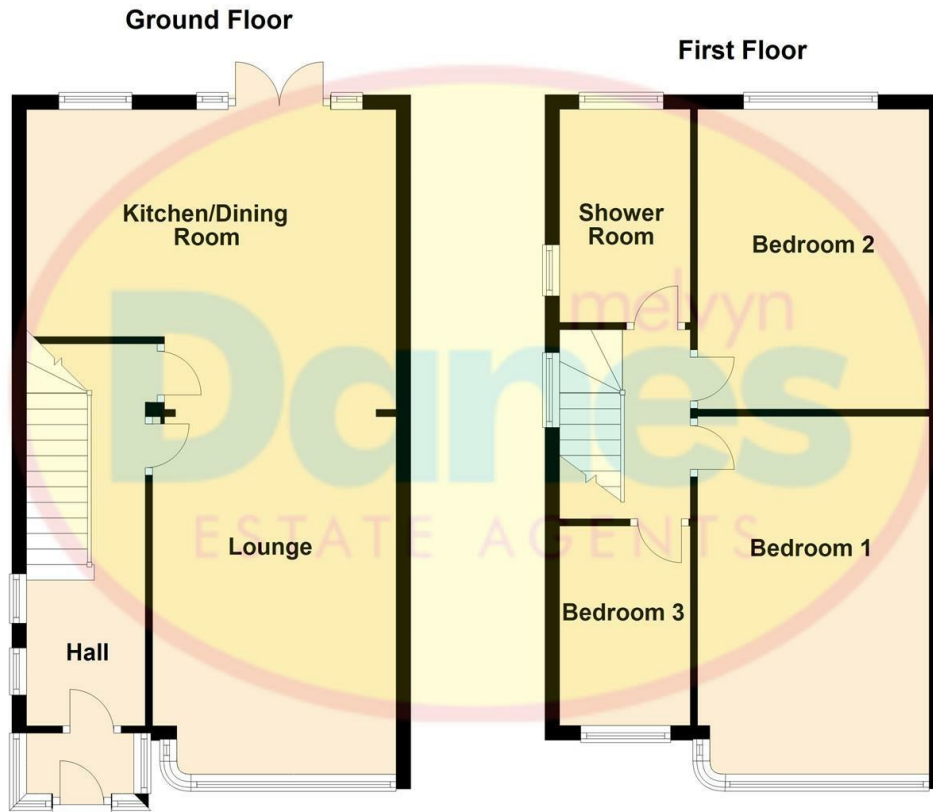 Ground Floor
First Floor
Kitchen/Dining
Room
Shower
Room
Bedroom 2
melvyn
Danes
ESTATE AGENTS
Lounge
Bedroom 1
Bedroom 3
Hall